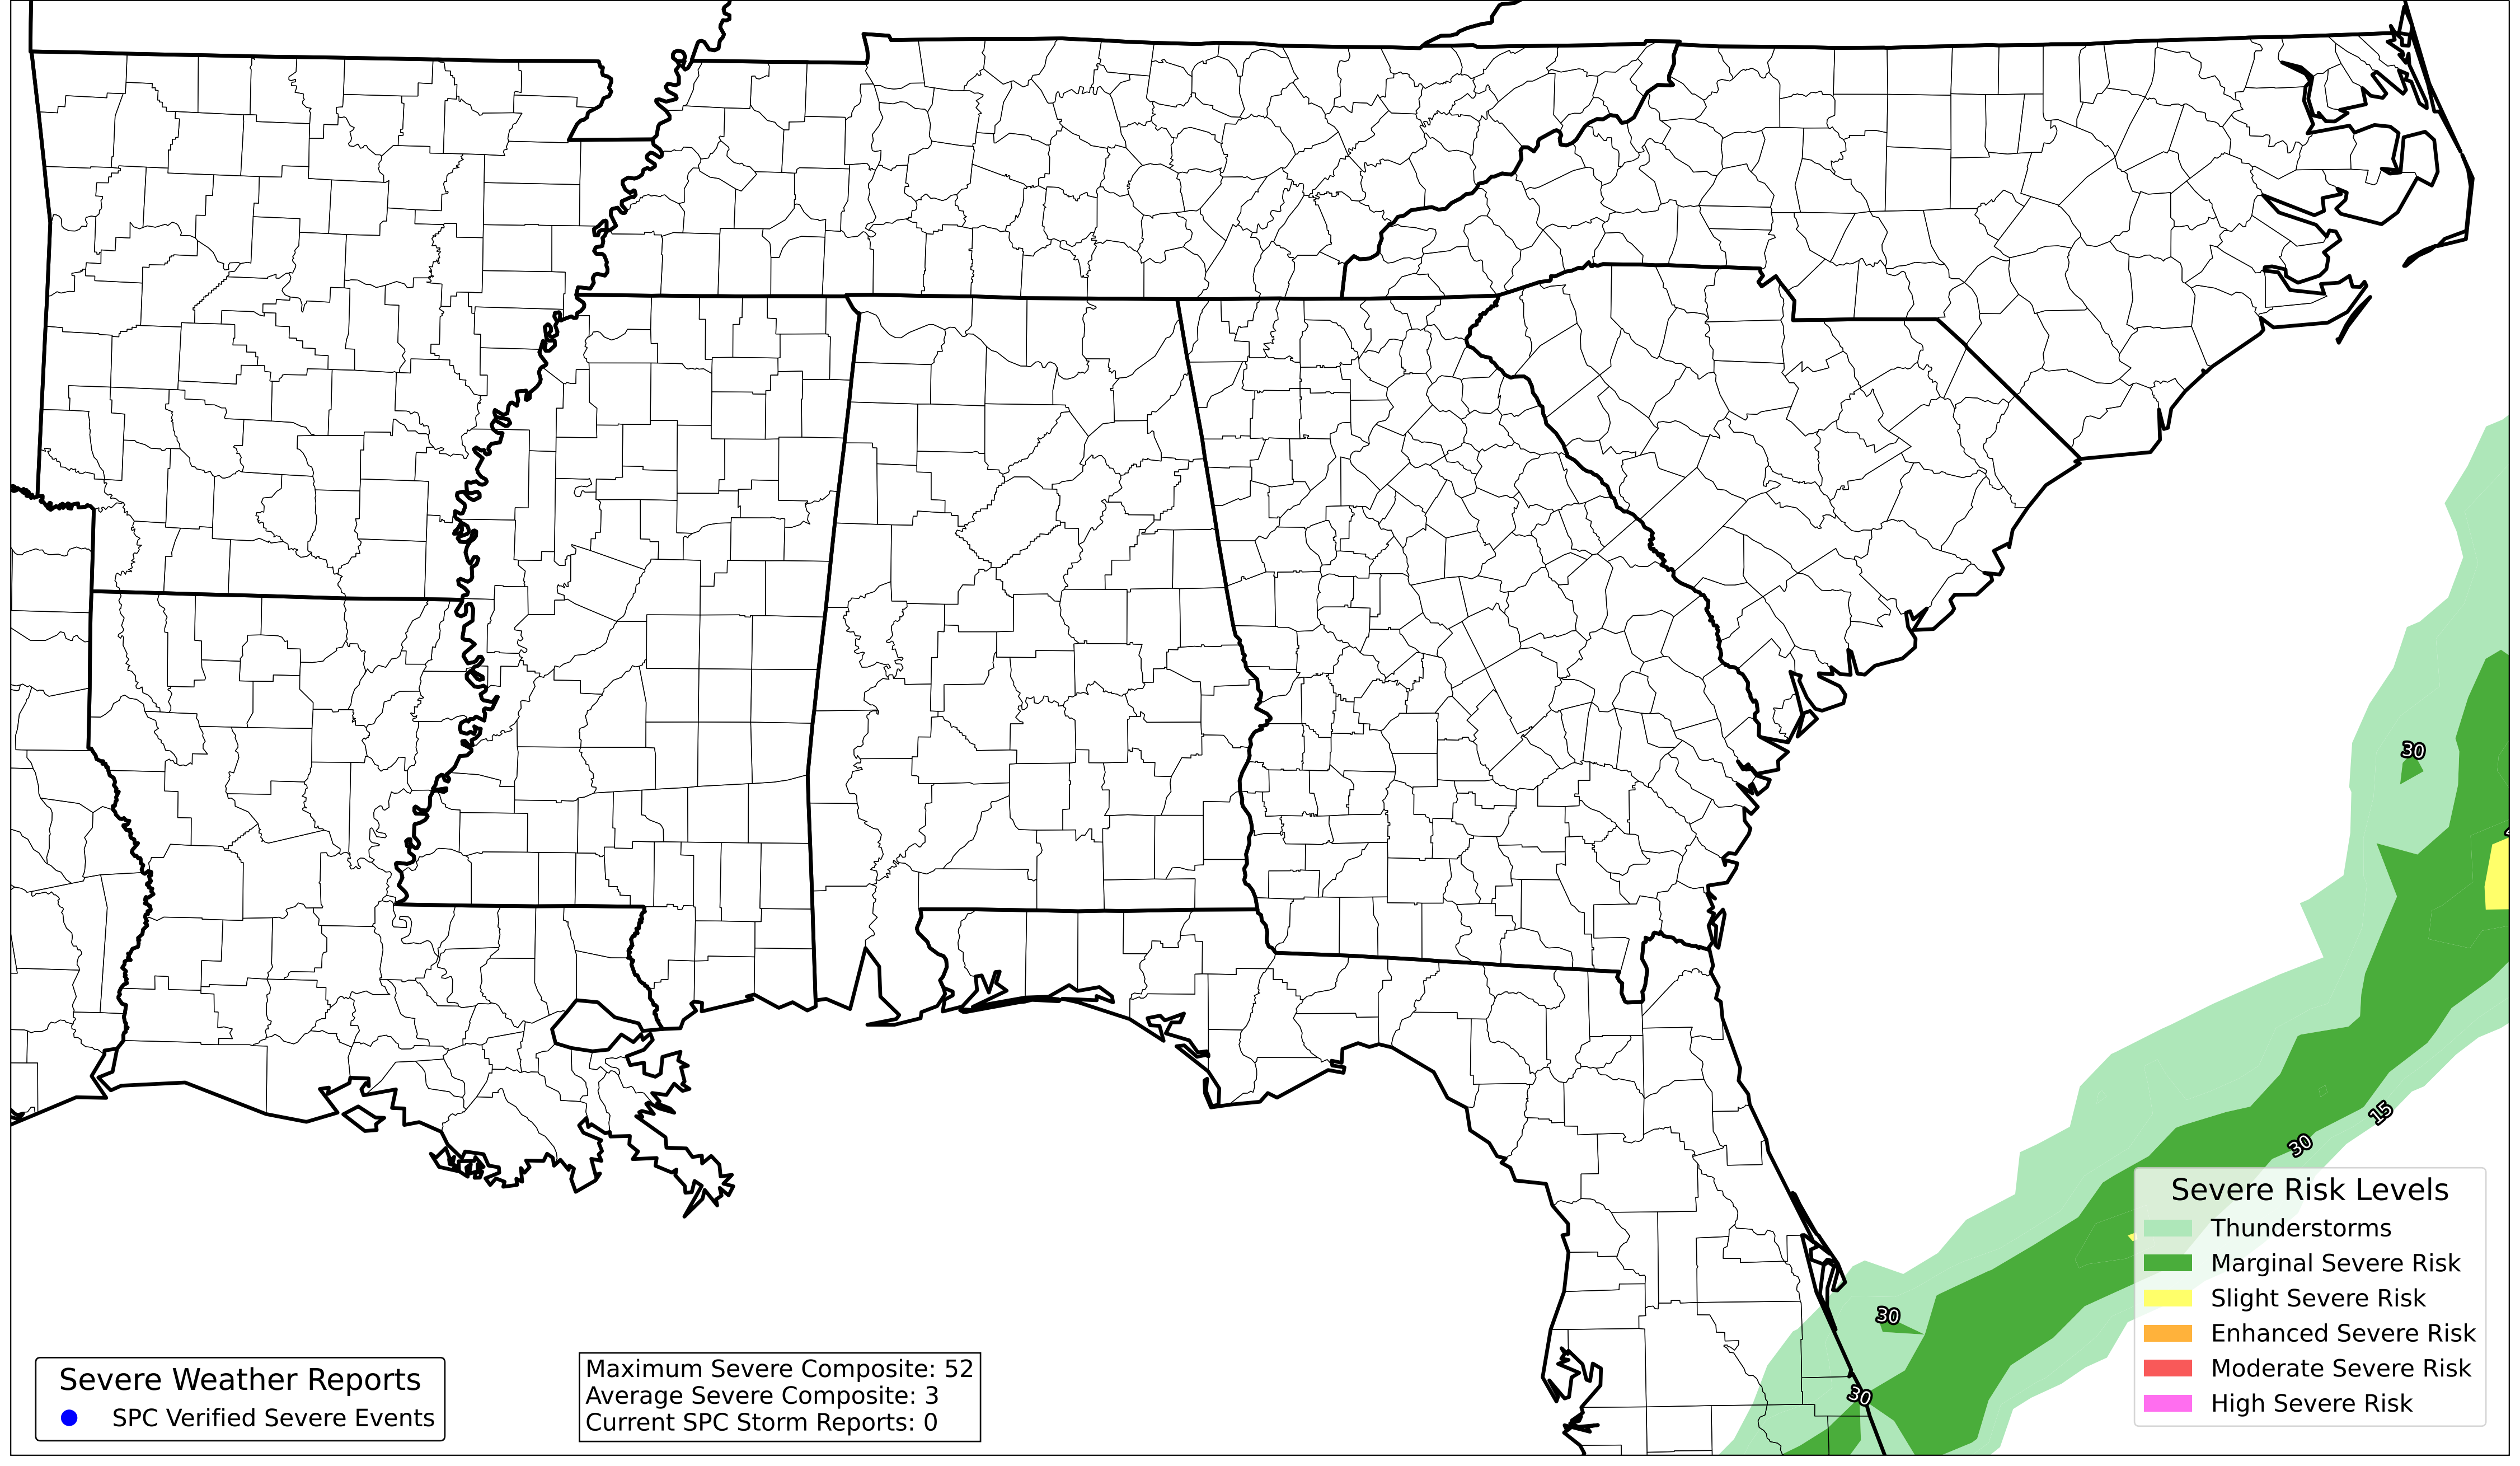 30
15
30
30
30
Severe Risk Levels
Thunderstorms
Marginal Severe Risk
Slight Severe Risk
Enhanced Severe Risk
Moderate Severe Risk
High Severe Risk
Severe Weather Reports
SPC Verified Severe Events
Maximum Severe Composite: 52
Average Severe Composite: 3
Current SPC Storm Reports: 0